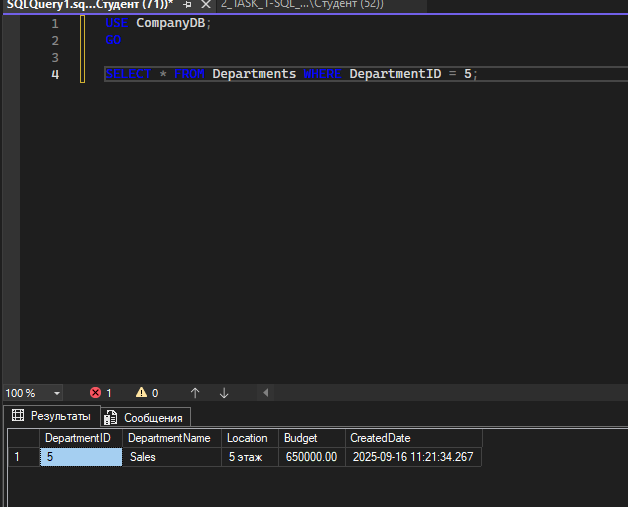 SQLQuery1.sq...Студент (71))* 2_TASK_T-SQL_...\Студент (52))
1 USE CompanyDB;
2 GO
3
4 SELECT * FROM Departments WHERE DepartmentID = 5;
100 % 1 0
Результаты Сообщения
DepartmentID DepartmentName Location Budget CreatedDate
1 5 Sales 5 этаж 650000.00 2025-09-16 11:21:34.267